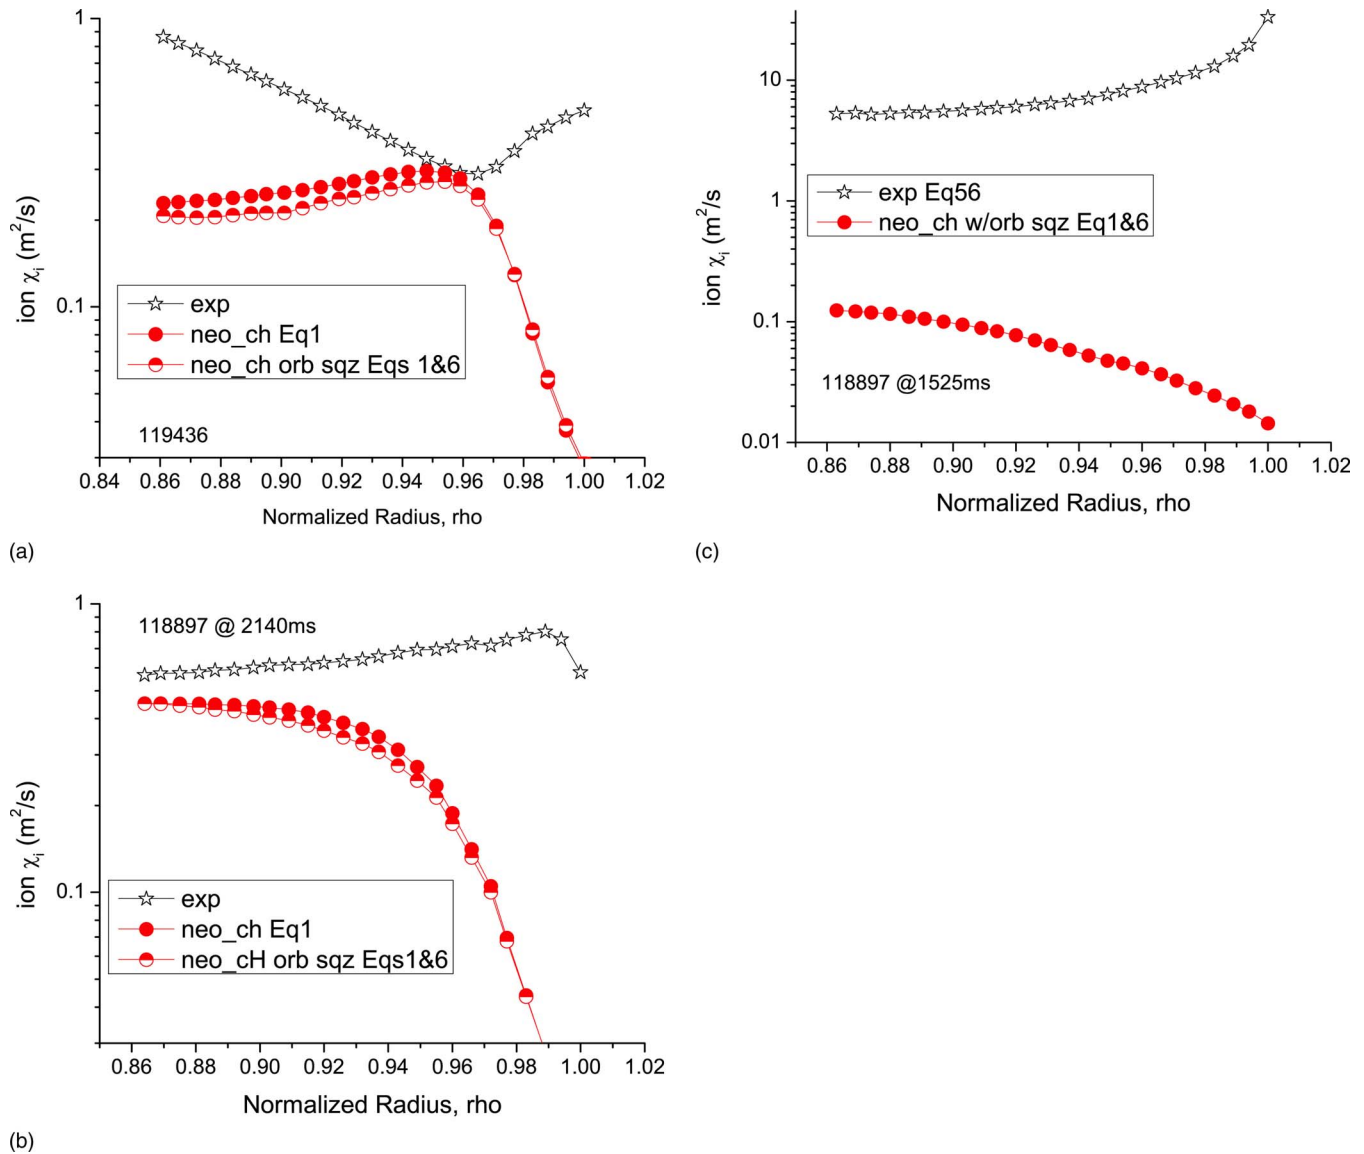 1
0.1
ion χi (m2/s)
exp
neo_ch Eq1
neo_ch orb sqz Eqs 1&6
119436
0.84 0.86 0.88 0.90 0.92 0.94 0.96 0.98 1.00 1.02
Normalized Radius, rho
(a)
10
1
0.1
0.01
ion χi (m2/s)
exp Eq56
neo_ch w/orb sqz Eq1&6
118897 @1525ms
0.86 0.88 0.90 0.92 0.94 0.96 0.98 1.00 1.02
Normalized Radius, rho
(c)
1
0.1
ion χi (m2/s)
118897 @ 2140ms
exp
neo_ch Eq1
neo_cH orb sqz Eqs1&6
0.86 0.88 0.90 0.92 0.94 0.96 0.98 1.00 1.02
Normalized Radius, rho
(b)